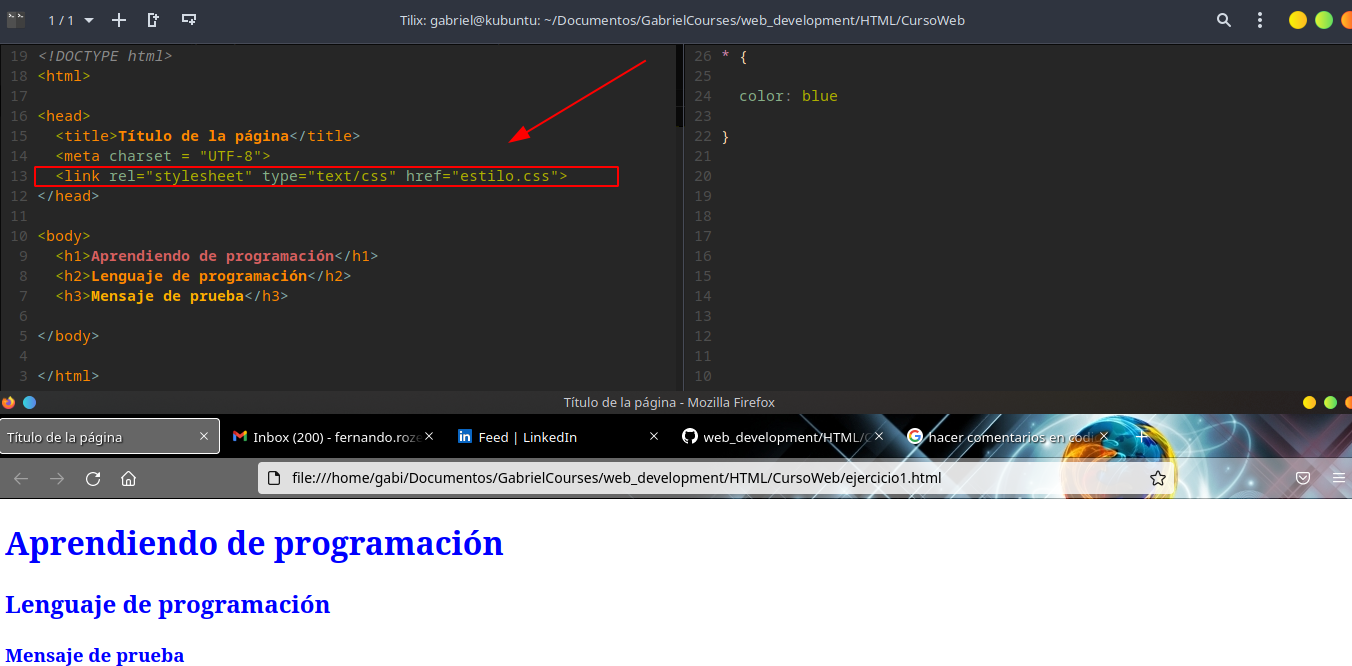 1 / 1
Tilix: gabriel@kubuntu: ~/Documentos/GabrielCourses/web_development/HTML/CursoWeb
19 <!DOCTYPE html>
18 <html>
17
16 <head>
15   <title>Título de la página</title>
14   <meta charset = "UTF-8">
13   <link rel="stylesheet" type="text/css" href="estilo.css">
12 </head>
11
10 <body>
9   <h1>Aprendiendo de programación</h1>
8   <h2>Lenguaje de programación</h2>
7   <h3>Mensaje de prueba</h3>
6
5 </body>
4
3 </html>
26 * {
25
24   color: blue
23
22 }
21
20
19
18
17
16
15
14
13
12
11
10
Título de la página - Mozilla Firefox
Título de la página
Inbox (200) - fernando.roze
Feed | LinkedIn
web_development/HTML/C
hacer comentarios en códi
file:///home/gabi/Documentos/GabrielCourses/web_development/HTML/CursoWeb/ejercicio1.html
Aprendiendo de programación
Lenguaje de programación
Mensaje de prueba